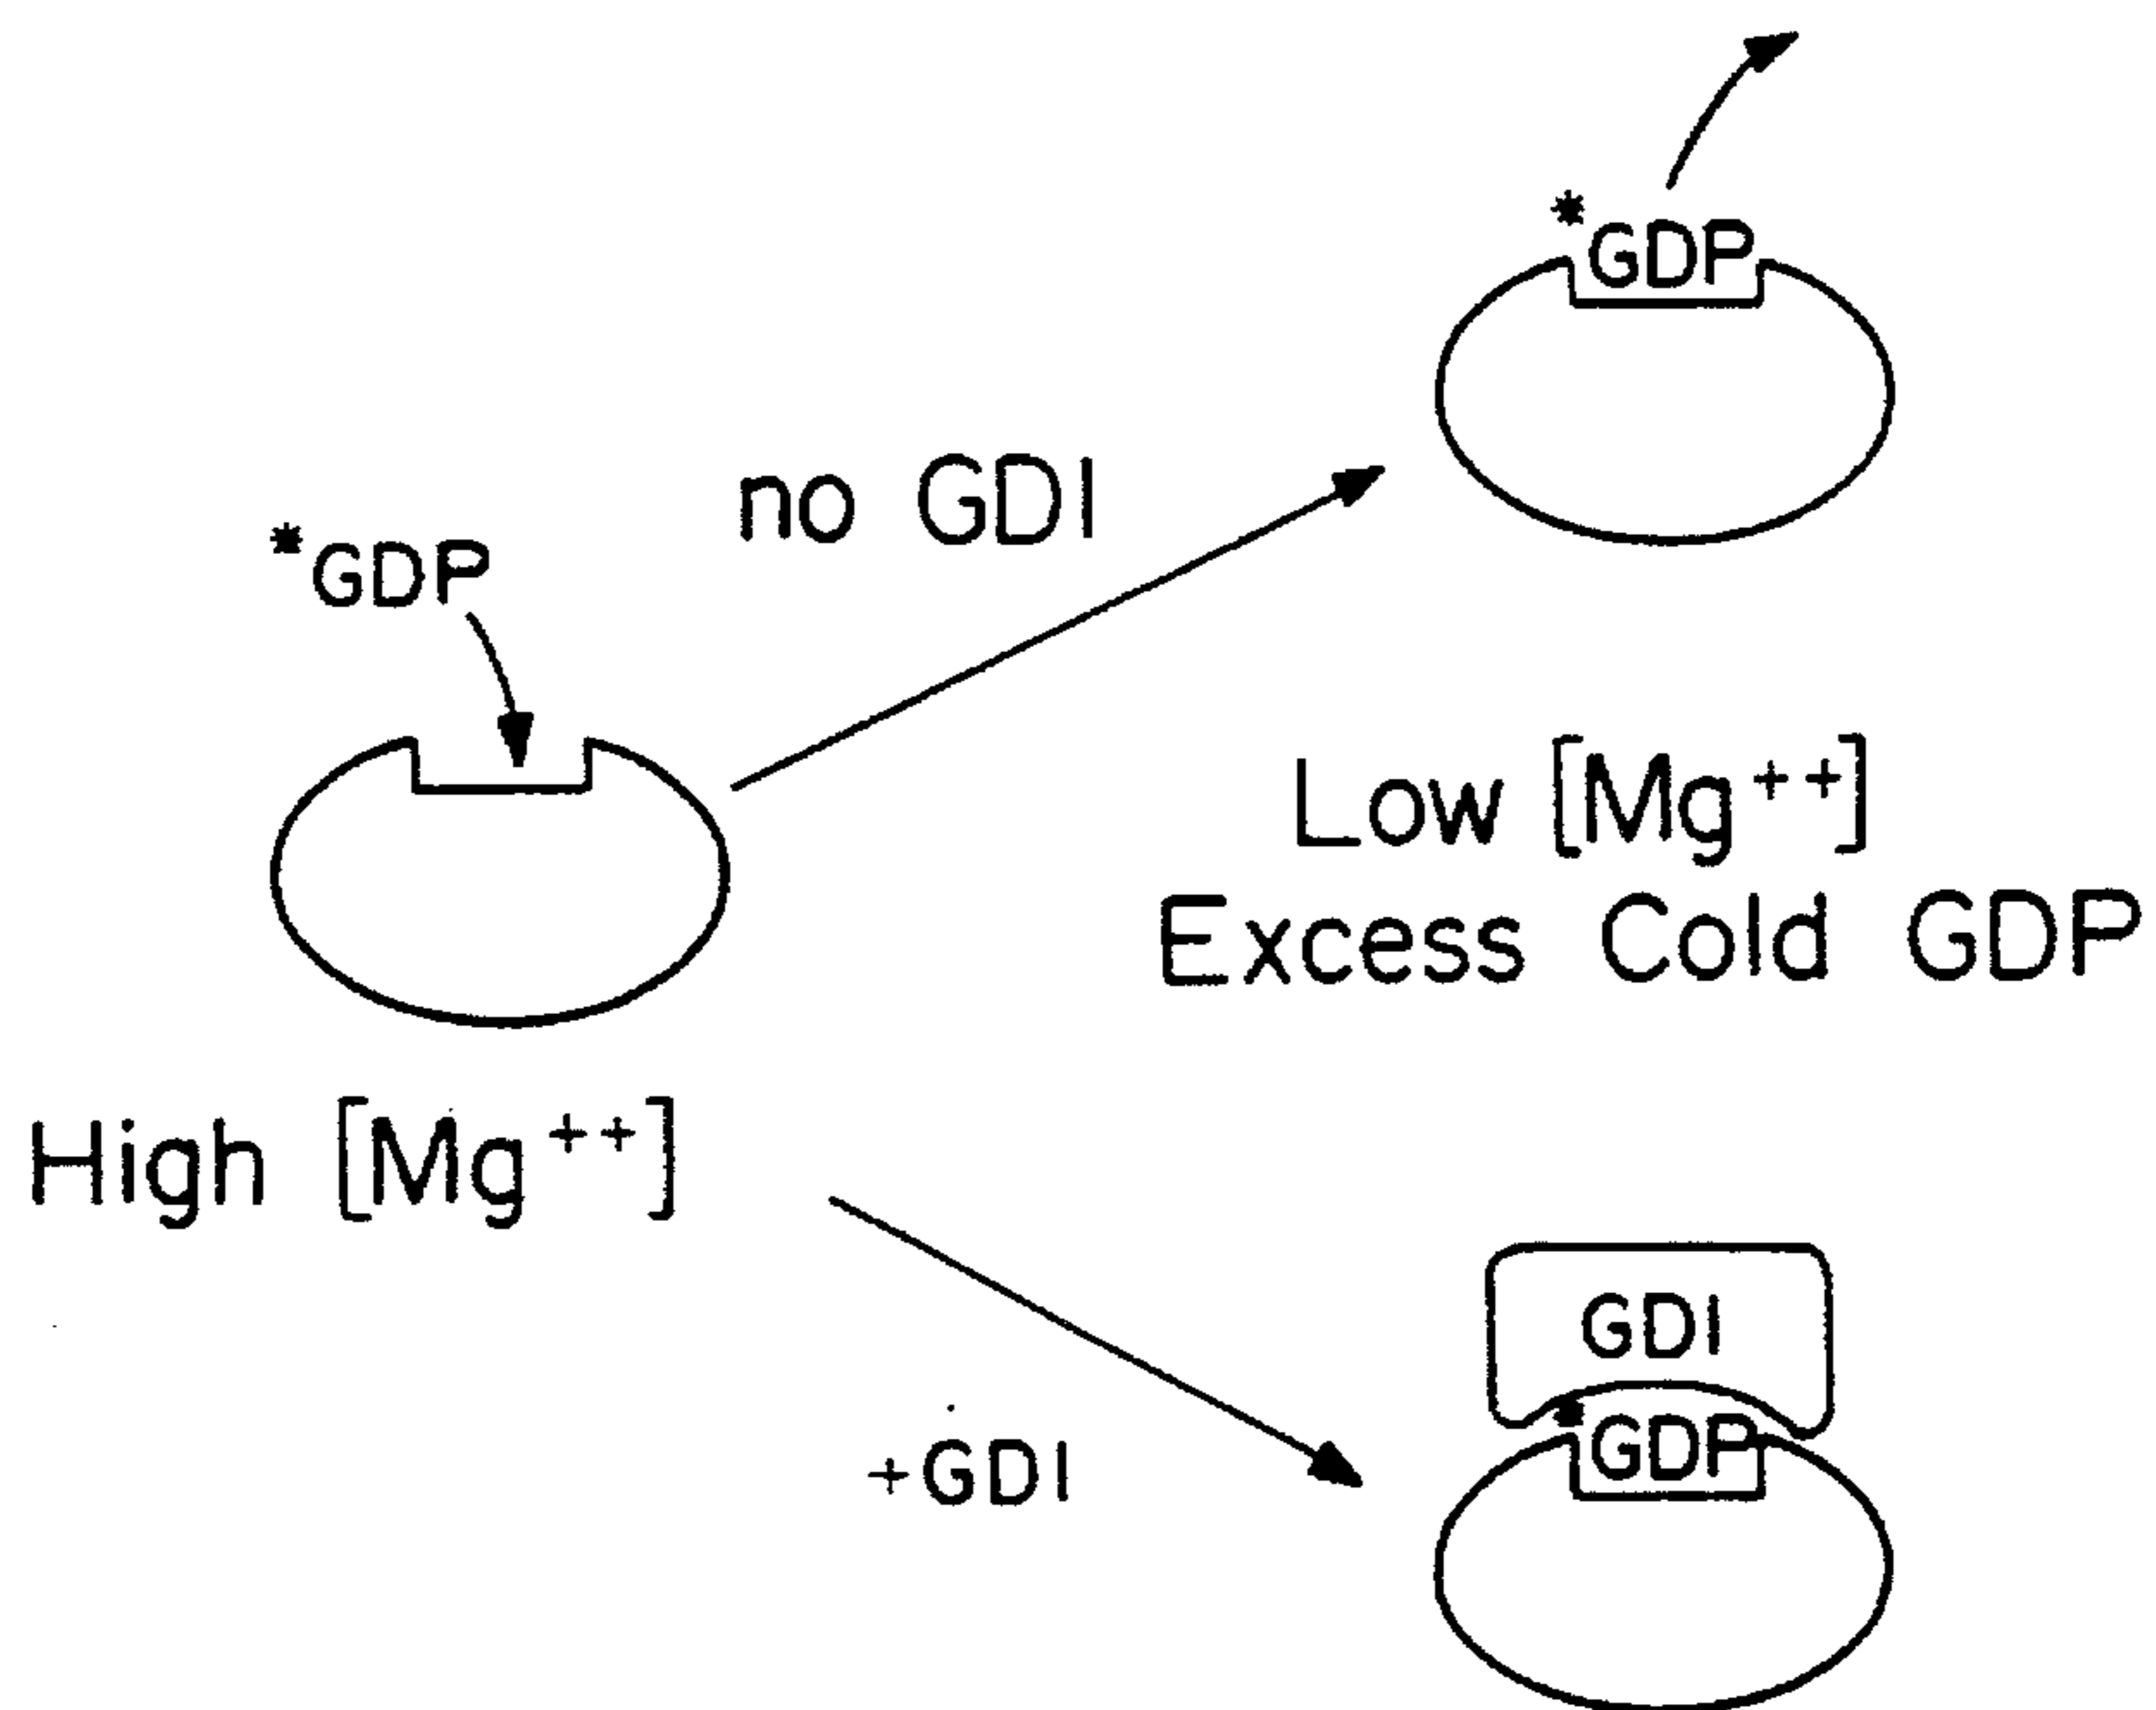 *GDP
no GDI
*GDP
Low [Mg++]
Excess Cold GDP
High [Mg++]
+GDI
GDI
*GDP